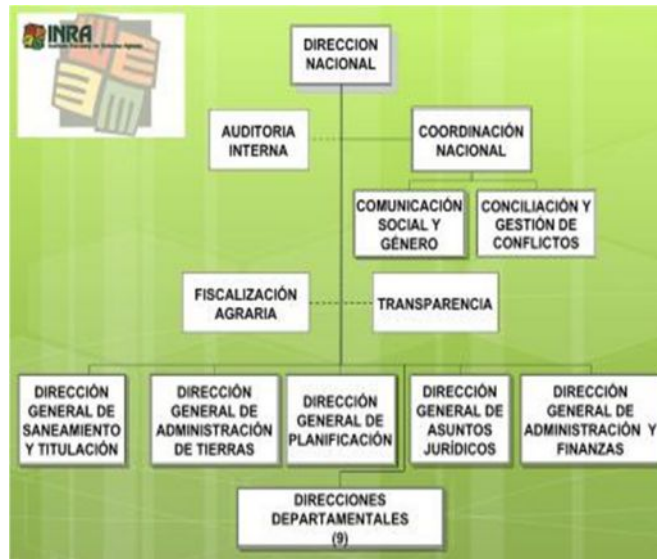 INRA
DIRECCION
NACIONAL
AUDITORIA
INTERNA
COORDINACIÓN
NACIONAL
COMUNICACIÓN
SOCIAL Y
GÉNERO
CONCILIACIÓN Y
GESTIÓN DE
CONFLICTOS
FISCALIZACIÓN
AGRARIA
TRANSPARENCIA
DIRECCIÓN
GENERAL DE
SANEAMIENTO
Y TITULACIÓN
DIRECCIÓN
GENERAL DE
ADMINISTRACIÓN
DE TIERRAS
DIRECCIÓN
GENERAL DE
PLANIFICACIÓN
DIRECCIÓN
GENERAL DE
ASUNTOS
JURÍDICOS
DIRECCIÓN
GENERAL DE
ADMINISTRACIÓN Y
FINANZAS
DIRECCIONES
DEPARTAMENTALES
(9)